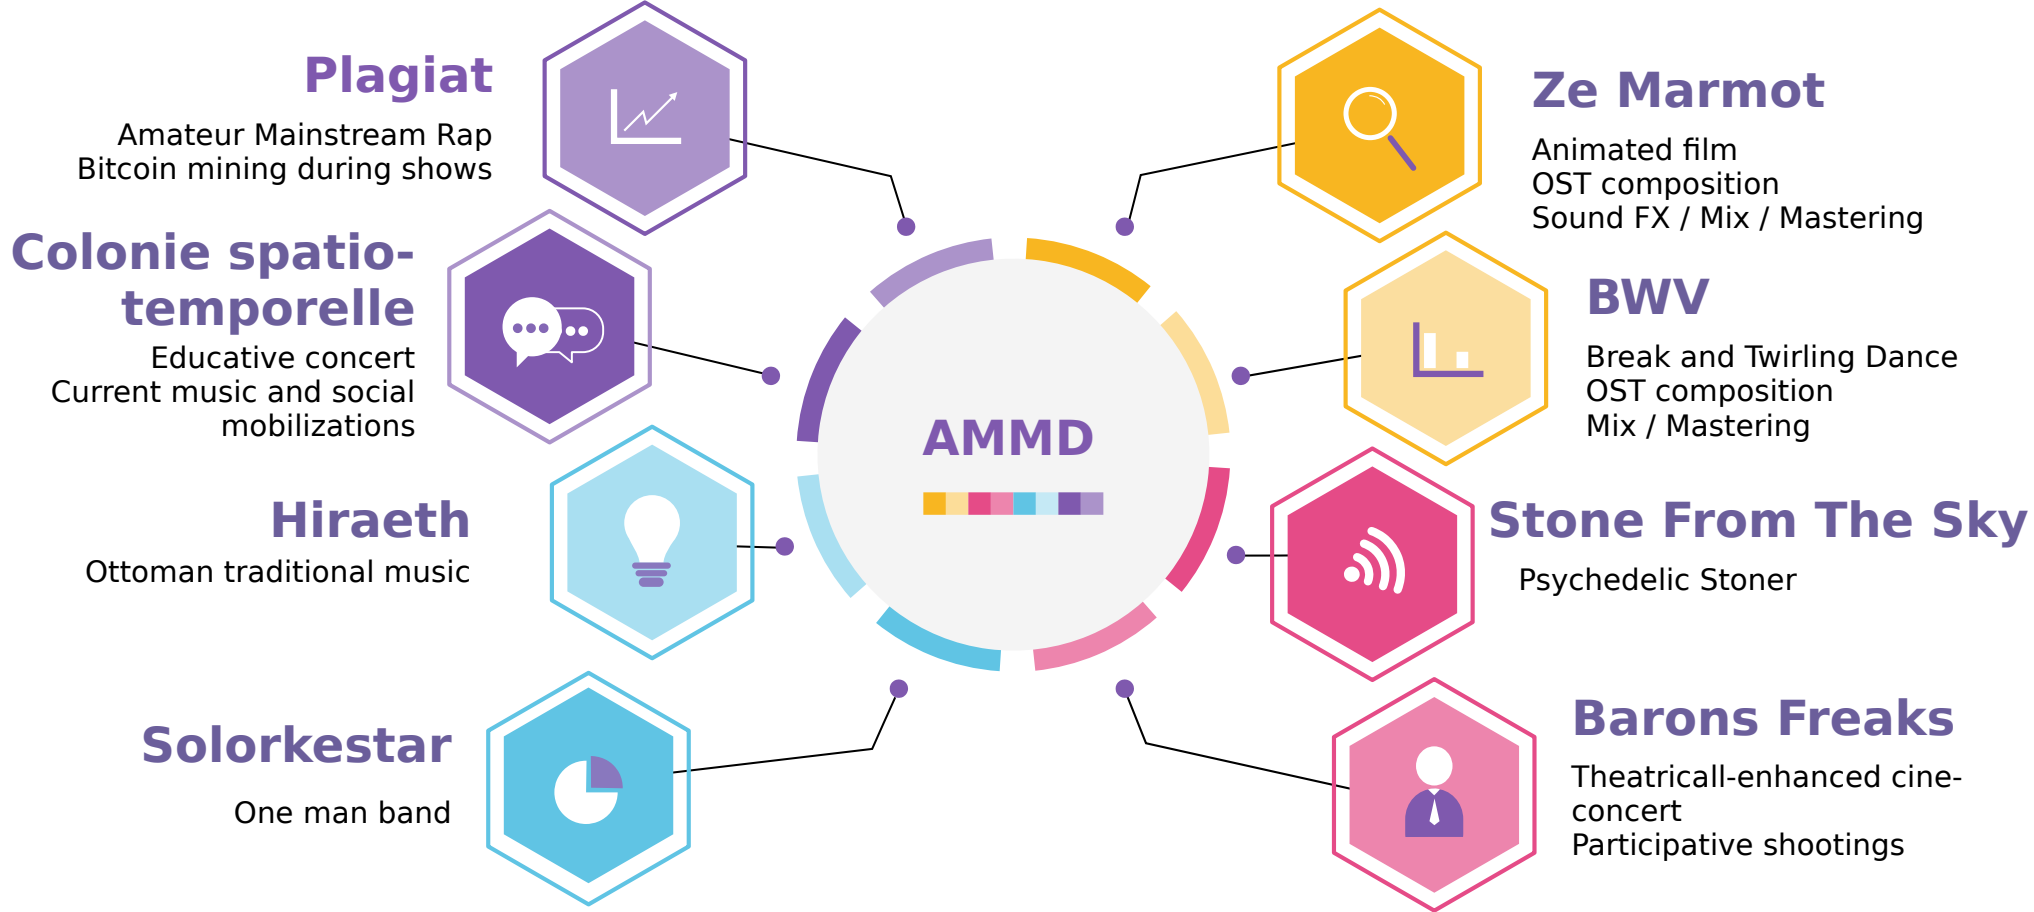 Plagiat
Amateur Mainstream Rap
Bitcoin mining during shows
Colonie spatio-
temporelle
Educative concert
Current music and social
mobilizations
Hiraeth
Ottoman traditional music
Solorkestar
One man band
AMMD
Ze Marmot
Animated film
OST composition
Sound FX / Mix / Mastering
BWV
Break and Twirling Dance
OST composition
Mix / Mastering
Stone From The Sky
Psychedelic Stoner
Barons Freaks
Theatricall-enhanced cine-
concert
Participative shootings